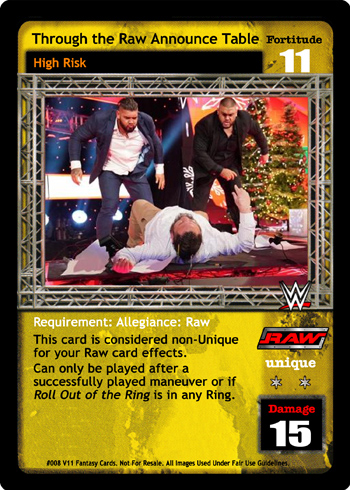 Through the Raw Announce Table
Fortitude
11
High Risk
W
Requirement: Allegiance: Raw
This card is considered non-Unique
for your Raw card effects.
Can only be played after a
successfully played maneuver or if
Roll Out of the Ring is in any Ring.
RAW
unique
Damage
15
#008 V11 Fantasy Cards. Not For Resale. All Images Used Under Fair Use Guidelines.